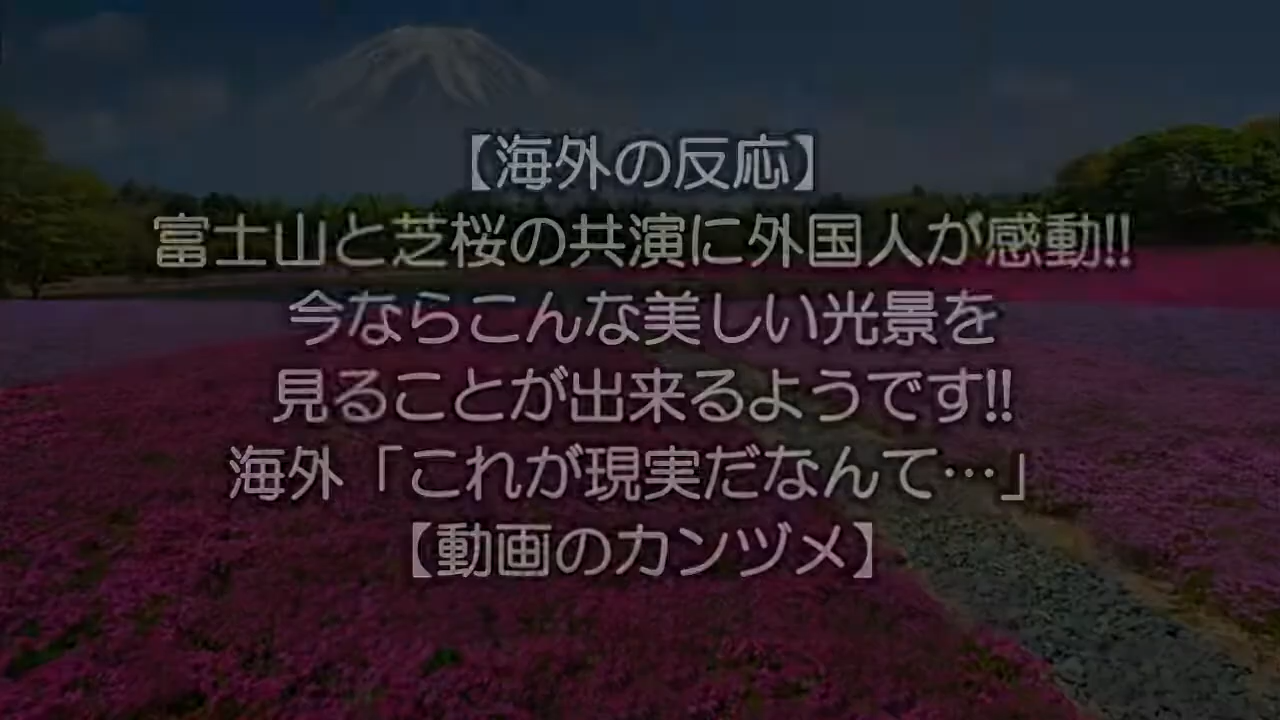 【海外の反応】
富士山と芝桜の共演に外国人が感動!!
今ならこんな美しい光景を
見ることが出来るようです!!
海外「これが現実だなんて…」
【動画のカンヅメ】